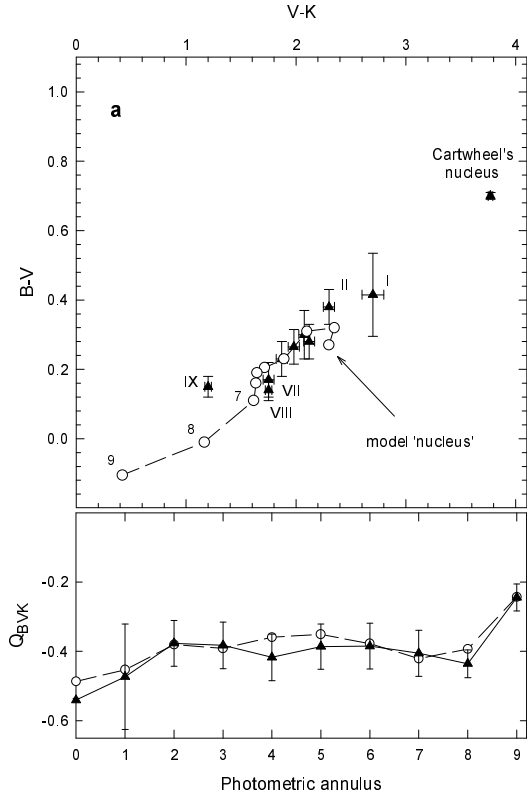 V-K
0 1 2 3 4
a
1.0
0.8
0.6
0.4
0.2
0.0
B-V
Cartwheel's
nucleus
I
II
IX
VII
VIII
7
8
9
model 'nucleus'
-0.2
-0.4
-0.6
QBVK
0 1 2 3 4 5 6 7 8 9
Photometric annulus